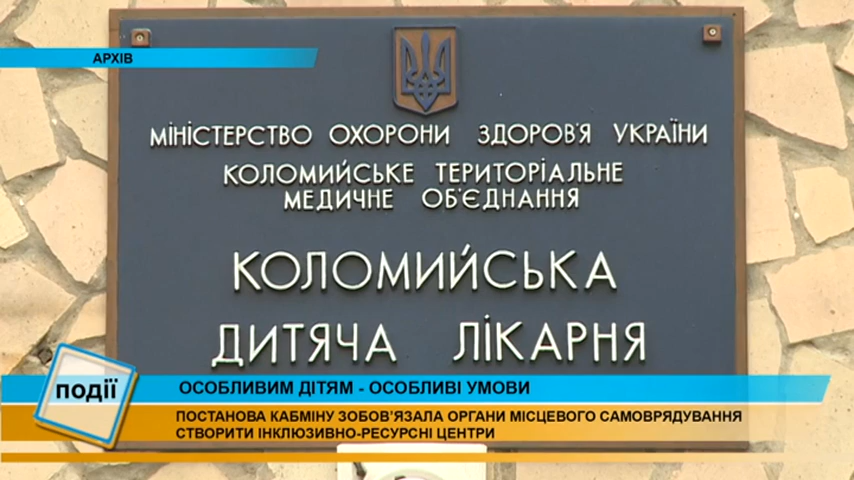 АРХІВ
МІНІСТЕРСТВО ОХОРОНИ ЗДОРОВ'Я УКРАЇНИ
КОЛОМИЙСЬКЕ ТЕРИТОРІАЛЬНЕ
МЕДИЧНЕ ОБ'ЄДНАННЯ
КОЛОМИЙСЬКА
ДИТЯЧА ЛІКАРНЯ
події
ОСОБЛИВИМ ДІТЯМ - ОСОБЛИВІ УМОВИ
ПОСТАНОВА КАБМІНУ ЗОБОВ'ЯЗАЛА ОРГАНИ МІСЦЕВОГО САМОВРЯДУВАННЯ
СТВОРИТИ ІНКЛЮЗИВНО-РЕСУРСНІ ЦЕНТРИ